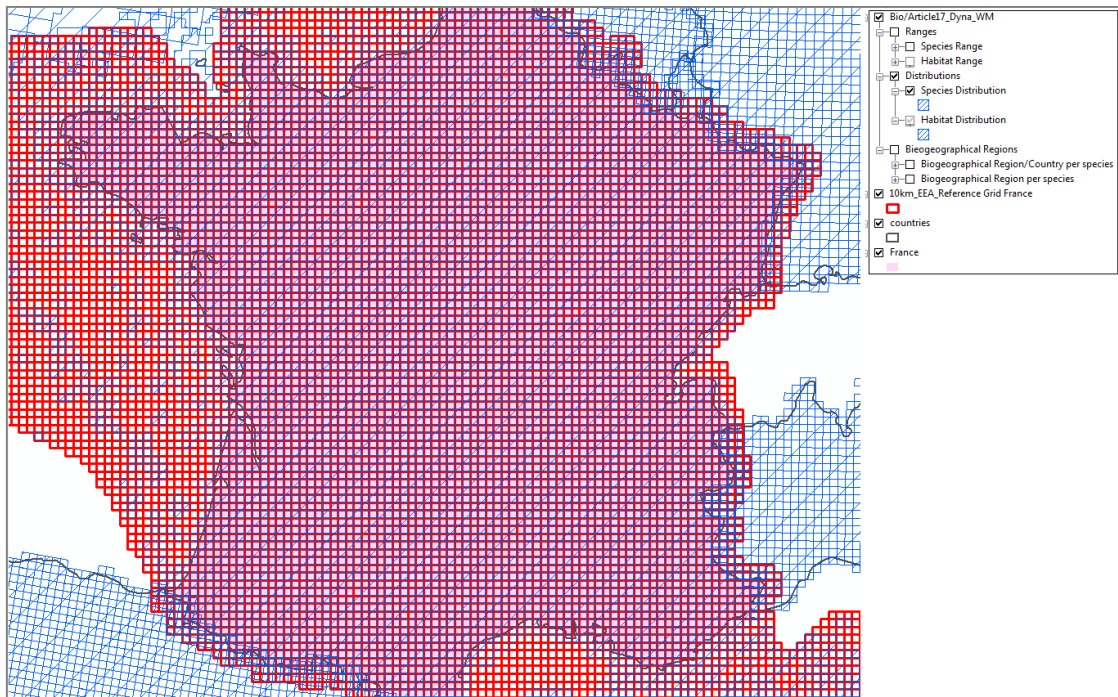 Bio/Article17_Dyna_WM
Ranges
Species Range
Habitat Range
Distributions
Species Distribution
Habitat Distribution
Bieogeographical Regions
Biogeographical Region/Country per species
Biogeographical Region per species
10km_EEA_Reference Grid France
countries
France